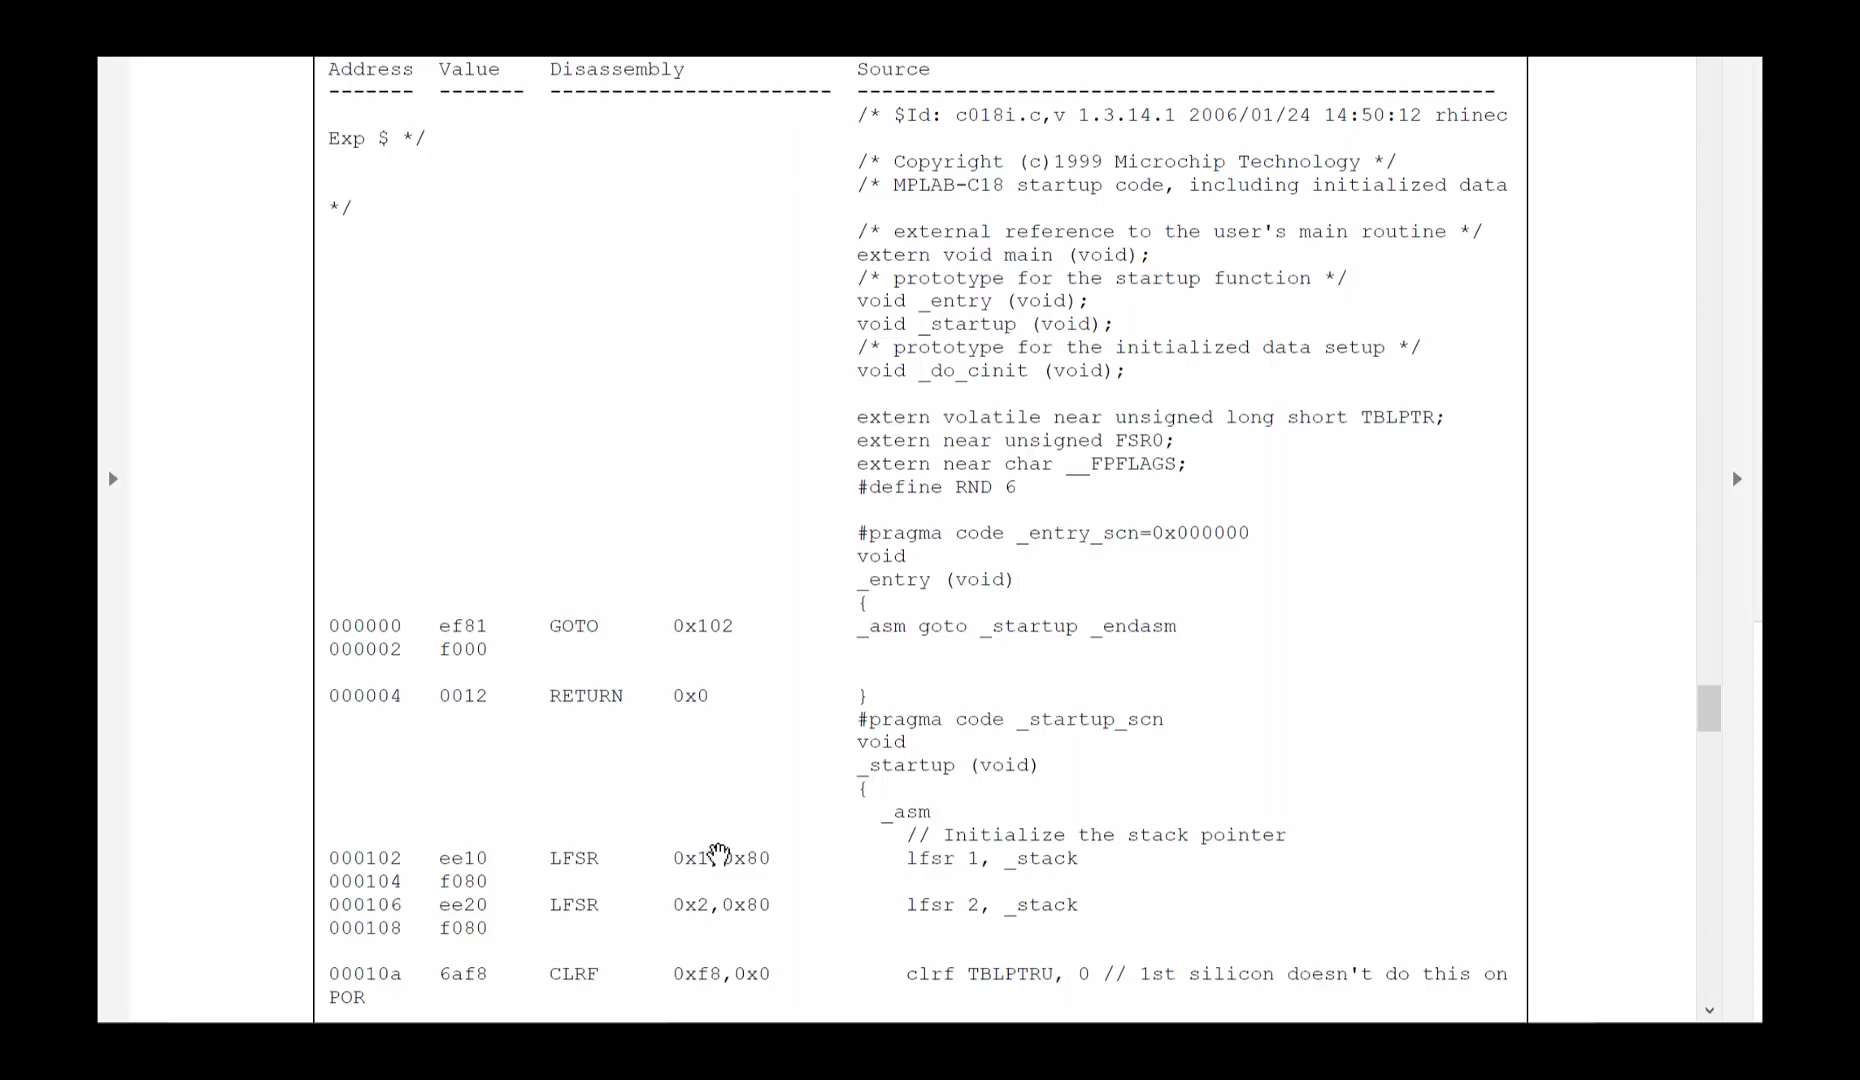 Address Value Disassembly Source
------- ------- ----------------------- ----------------------------------------------------
/* $Id: c018i.c,v 1.3.14.1 2006/01/24 14:50:12 rhinec
Exp $ */
/* Copyright (c)1999 Microchip Technology */
/* MPLAB-C18 startup code, including initialized data
*/
/* external reference to the user's main routine */
extern void main (void);
/* prototype for the startup function */
void _entry (void);
void _startup (void);
/* prototype for the initialized data setup */
void _do_cinit (void);
extern volatile near unsigned long short TBLPTR;
extern near unsigned FSR0;
extern near char __FPFLAGS;
#define RND 6
#pragma code _entry_scn=0x000000
void
_entry (void)
{
000000 ef81 GOTO 0x102 _asm goto _startup _endasm
000002 f000
000004 0012 RETURN 0x0 }
#pragma code _startup_scn
void
_startup (void)
{
_asm
// Initialize the stack pointer
000102 ee10 LFSR 0x1,0x80 lfsr 1, _stack
000104 f080
000106 ee20 LFSR 0x2,0x80 lfsr 2, _stack
000108 f080
00010a 6af8 CLRF 0xf8,0x0 clrf TBLPTRU, 0 // 1st silicon doesn't do this on
POR